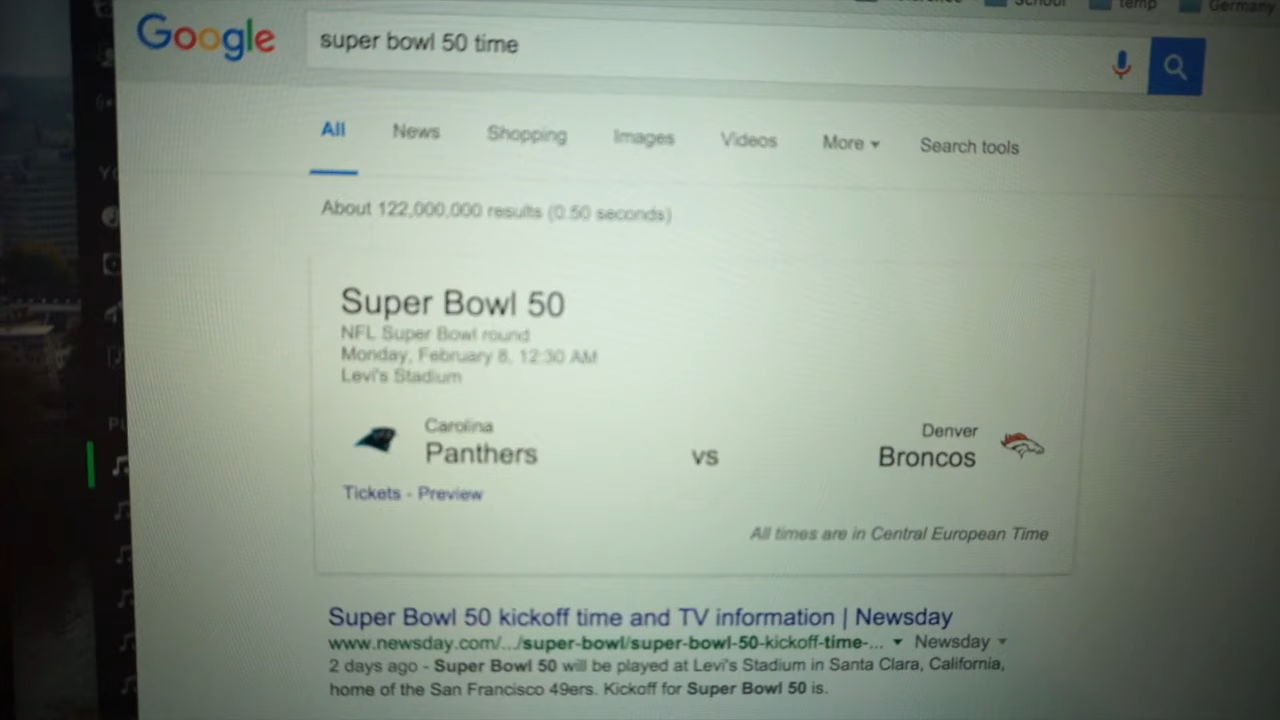 School
temp
Germany
Google
super bowl 50 time
All News Shopping Images Videos More Search tools
About 122,000,000 results (0.50 seconds)
Super Bowl 50
NFL Super Bowl round
Monday, February 8, 12:30 AM
Levi's Stadium
Carolina
Panthers
vs
Denver
Broncos
Tickets - Preview
All times are in Central European Time
Super Bowl 50 kickoff time and TV information | Newsday
www.newsday.com/.../super-bowl/super-bowl-50-kickoff-time-... Newsday
2 days ago - Super Bowl 50 will be played at Levi's Stadium in Santa Clara, California,
home of the San Francisco 49ers. Kickoff for Super Bowl 50 is.